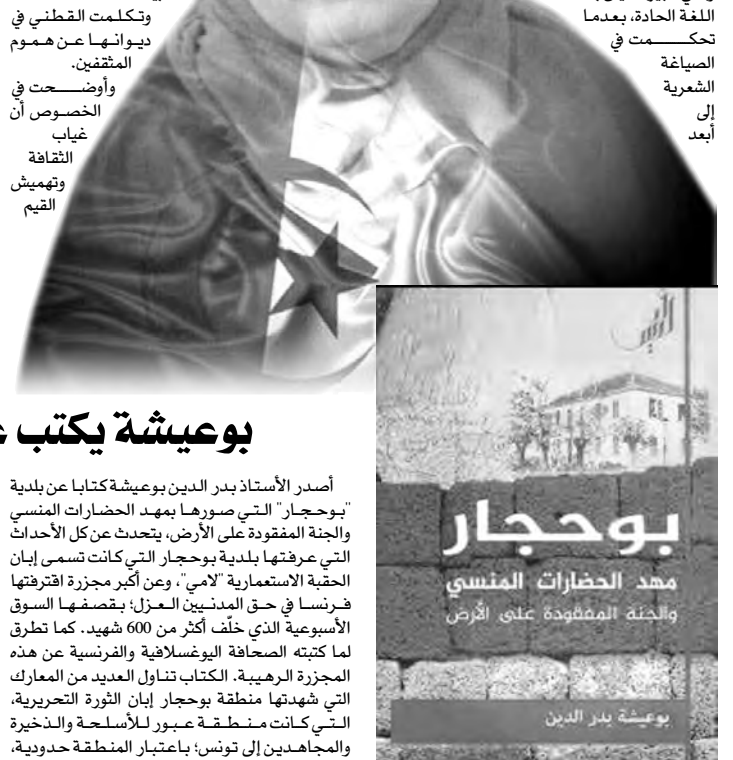 اللغة الحادة، بعدما
تحكمت في
الصياغة
الشعرية
إلى
أبعد
وتكلمت القطني في
ديوانها عن هموم
المثقفين.
وأوضحت في
الخصوص أن
غياب
الثقافة
وتهميش
القيم
بوعيشة يكتب
أصدر الأستاذ بدر الدين بوعيشة كتابا عن بلدية
"بوحجار" التي صورها بمهد الحضارات المنسي
والجنة المفقودة على الأرض، يتحدث عن كل الأحداث
التي عرفتها بلدية بوحجار التي كانت تسمى إبان
الحقبة الاستعمارية "لامي"، وعن أكبر مجزرة اقترفتها
فرنسا في حق المدنيين العزل؛ بقصفها السوق
الأسبوعية الذي خلّف أكثر من 600 شهيد. كما تطرق
لما كتبته الصحافة اليوغسلافية والفرنسية عن هذه
المجزرة الرهيبة. الكتاب تناول العديد من المعارك
التي شهدتها منطقة بوحجار إبان الثورة التحريرية،
التي كانت منطقة عبور للأسلحة والذخيرة
والمجاهدين إلى تونس؛ باعتبار المنطقة حدودية،
بوحجار
مهد الحضارات المنسي
والجنة المفقودة على الأرض
بوعيشة بدر الدين